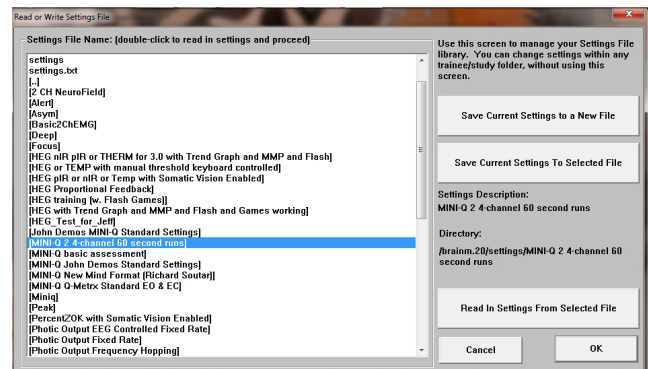 Read or Write Settings File
Settings File Name: (double-click to read in settings and proceed)
settings
settings.txt
[..]
[2 CH NeuroField]
[Alert]
[Asym]
[Basic2ChEMG]
[Deep]
[Focus]
[HEG nIR pIR or THERM for 3.0 with Trend Graph and MMP and Flash]
[HEG or TEMP with manual threshold keyboard controlled]
[HEG pIR or nIR or Temp with Somatic Vision Enabled]
[HEG Proportional Feedback]
[HEG training (w. Flash Games)]
[HEG with Trend Graph and MMP and Flash and Games working]
[HEG_Test_for_Jeff]
[John Demos MINI-Q Standard Settings]
[MINI-Q 2 4-channel 60 second runs]
[MINI-Q basic assessment]
[MINI-Q John Demos Standard Settings]
[MINI-Q New Mind Format (Richard Soutar)]
[MINI-Q Q-Metrx Standard EO & EC]
[Miniq]
[Peak]
[PercentZOK with Somatic Vision Enabled]
[Photic Output EEG Controlled Fixed Rate]
[Photic Output Fixed Rate]
[Photic Output Frequency Hopping]
Use this screen to manage your Settings File
library. You can change settings within any
trainee/study folder, without using this
screen.
Save Current Settings to a New File
Save Current Settings To Selected File
Settings Description:
MINI-Q 2 4-channel 60 second runs
Directory:
/brainm.20/settings/MINI-Q 2 4-channel 60
second runs
Read In Settings From Selected File
Cancel
OK